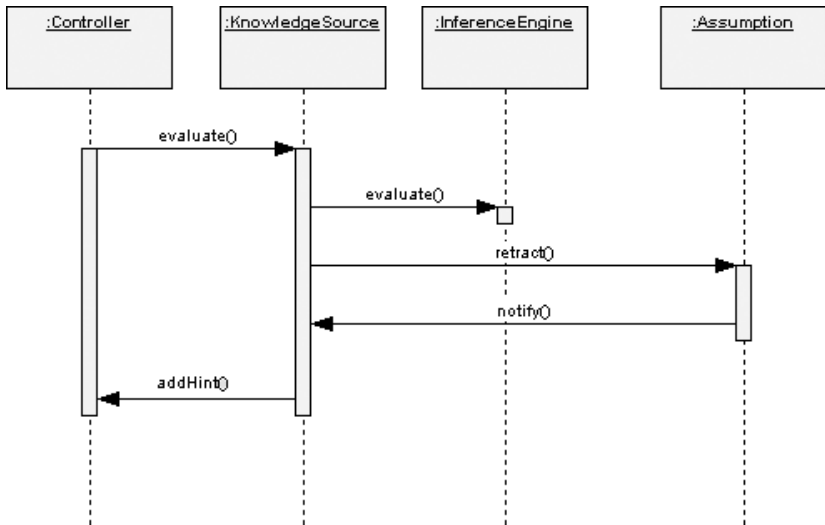 :Controller
:KnowledgeSource
:InferenceEngine
:Assumption
evaluate()
evaluate()
retract()
notify()
addHint()